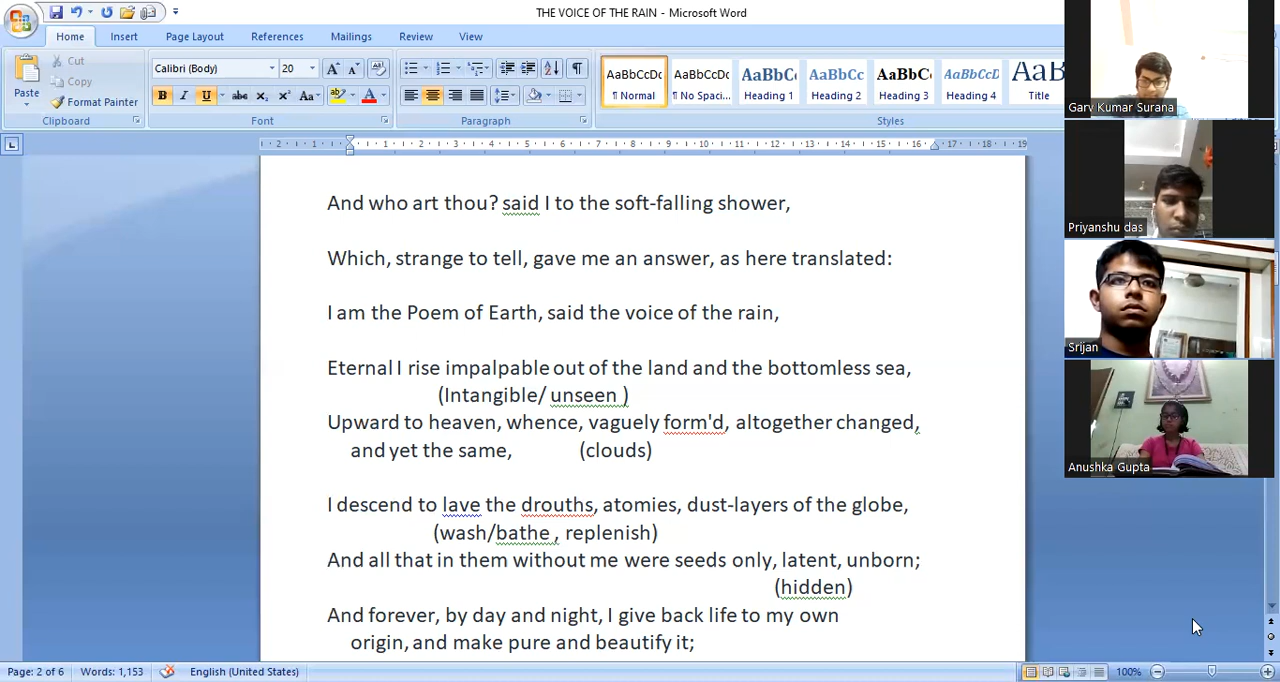 THE VOICE OF THE RAIN - Microsoft Word
Home Insert Page Layout References Mailings Review View
Cut
Copy
Paste
Format Painter
Clipboard
Calibri (Body) 20
Font
Paragraph
AaBbCcDc AaBbCcDc AaBbC AaBbCc AaBbC AaBbCcD AaB
¶ Normal ¶ No Spaci... Heading 1 Heading 2 Heading 3 Heading 4 Title
Styles
And who art thou? said I to the soft-falling shower,
Which, strange to tell, gave me an answer, as here translated:
I am the Poem of Earth, said the voice of the rain,
Eternal I rise impalpable out of the land and the bottomless sea,
(Intangible/ unseen )
Upward to heaven, whence, vaguely form'd, altogether changed,
and yet the same, (clouds)
I descend to lave the drouths, atomies, dust-layers of the globe,
(wash/bathe , replenish)
And all that in them without me were seeds only, latent, unborn;
(hidden)
And forever, by day and night, I give back life to my own
origin, and make pure and beautify it;
Garv Kumar Surana
Priyanshu das
Srijan
Anushka Gupta
Page: 2 of 6 Words: 1,153 English (United States) 100%